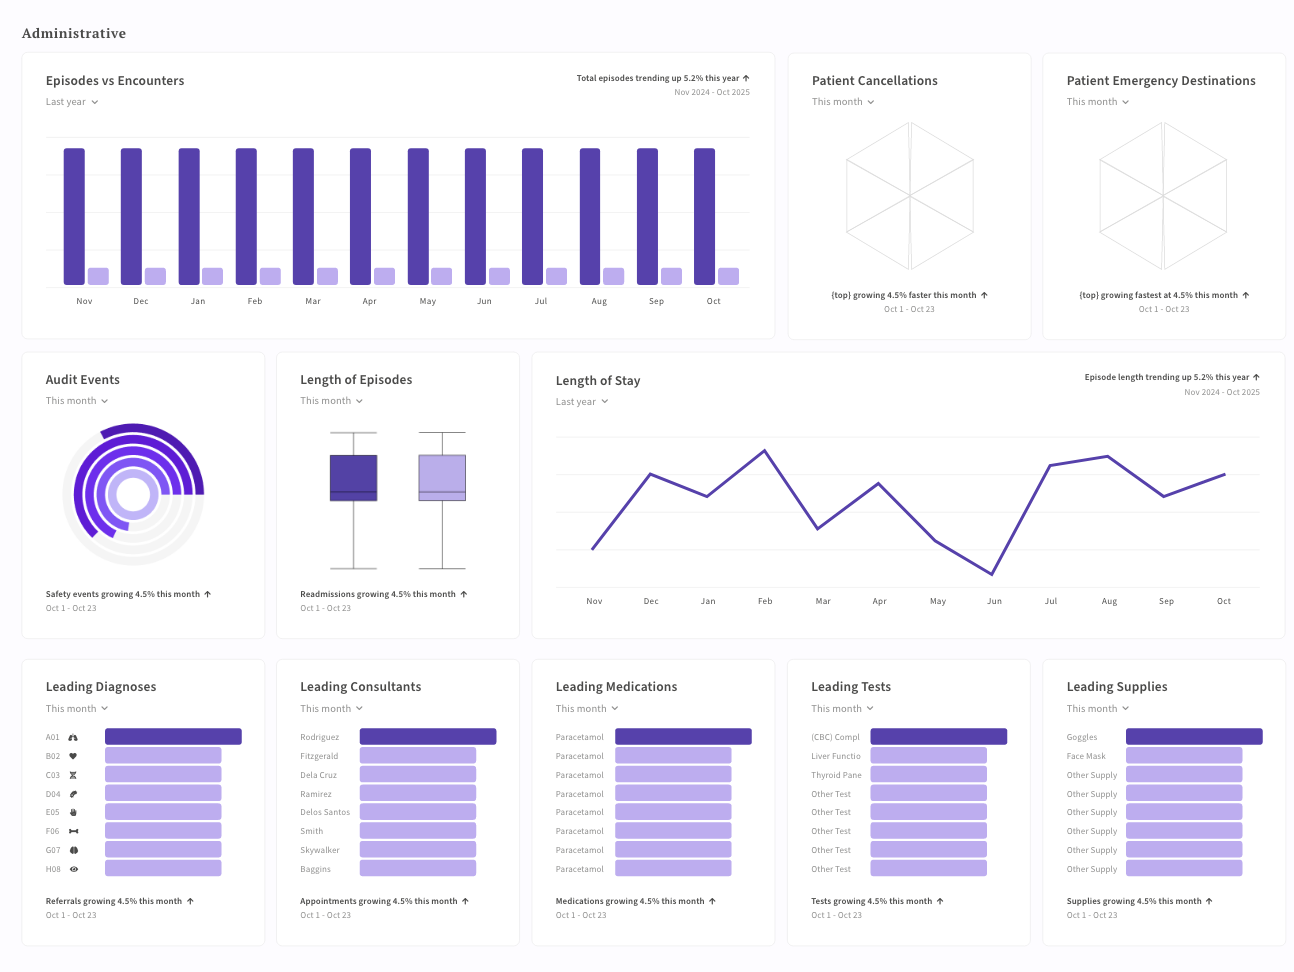 Administrative
Episodes vs Encounters
Last year
Total episodes trending up 5.2% this year ↑
Nov 2024 - Oct 2025
Nov Dec Jan Feb Mar Apr May Jun Jul Aug Sep Oct
Patient Cancellations
This month
{top} growing 4.5% faster this month ↑
Oct 1 - Oct 23
Patient Emergency Destinations
This month
{top} growing fastest at 4.5% this month ↑
Oct 1 - Oct 23
Audit Events
This month
Safety events growing 4.5% this month ↑
Oct 1 - Oct 23
Length of Episodes
This month
Readmissions growing 4.5% this month ↑
Oct 1 - Oct 23
Length of Stay
Last year
Episode length trending up 5.2% this year ↑
Nov 2024 - Oct 2025
Nov Dec Jan Feb Mar Apr May Jun Jul Aug Sep Oct
Leading Diagnoses
This month
A01
B02
C03
D04
E05
F06
G07
H08
Referrals growing 4.5% this month ↑
Oct 1 - Oct 23
Leading Consultants
This month
Rodriguez
Fitzgerald
Dela Cruz
Ramirez
Delos Santos
Smith
Skywalker
Baggins
Appointments growing 4.5% this month ↑
Oct 1 - Oct 23
Leading Medications
This month
Paracetamol
Paracetamol
Paracetamol
Paracetamol
Paracetamol
Paracetamol
Paracetamol
Paracetamol
Medications growing 4.5% this month ↑
Oct 1 - Oct 23
Leading Tests
This month
(CBC) Compl
Liver Functio
Thyroid Pane
Other Test
Other Test
Other Test
Other Test
Other Test
Tests growing 4.5% this month ↑
Oct 1 - Oct 23
Leading Supplies
This month
Goggles
Face Mask
Other Supply
Other Supply
Other Supply
Other Supply
Other Supply
Other Supply
Supplies growing 4.5% this month ↑
Oct 1 - Oct 23